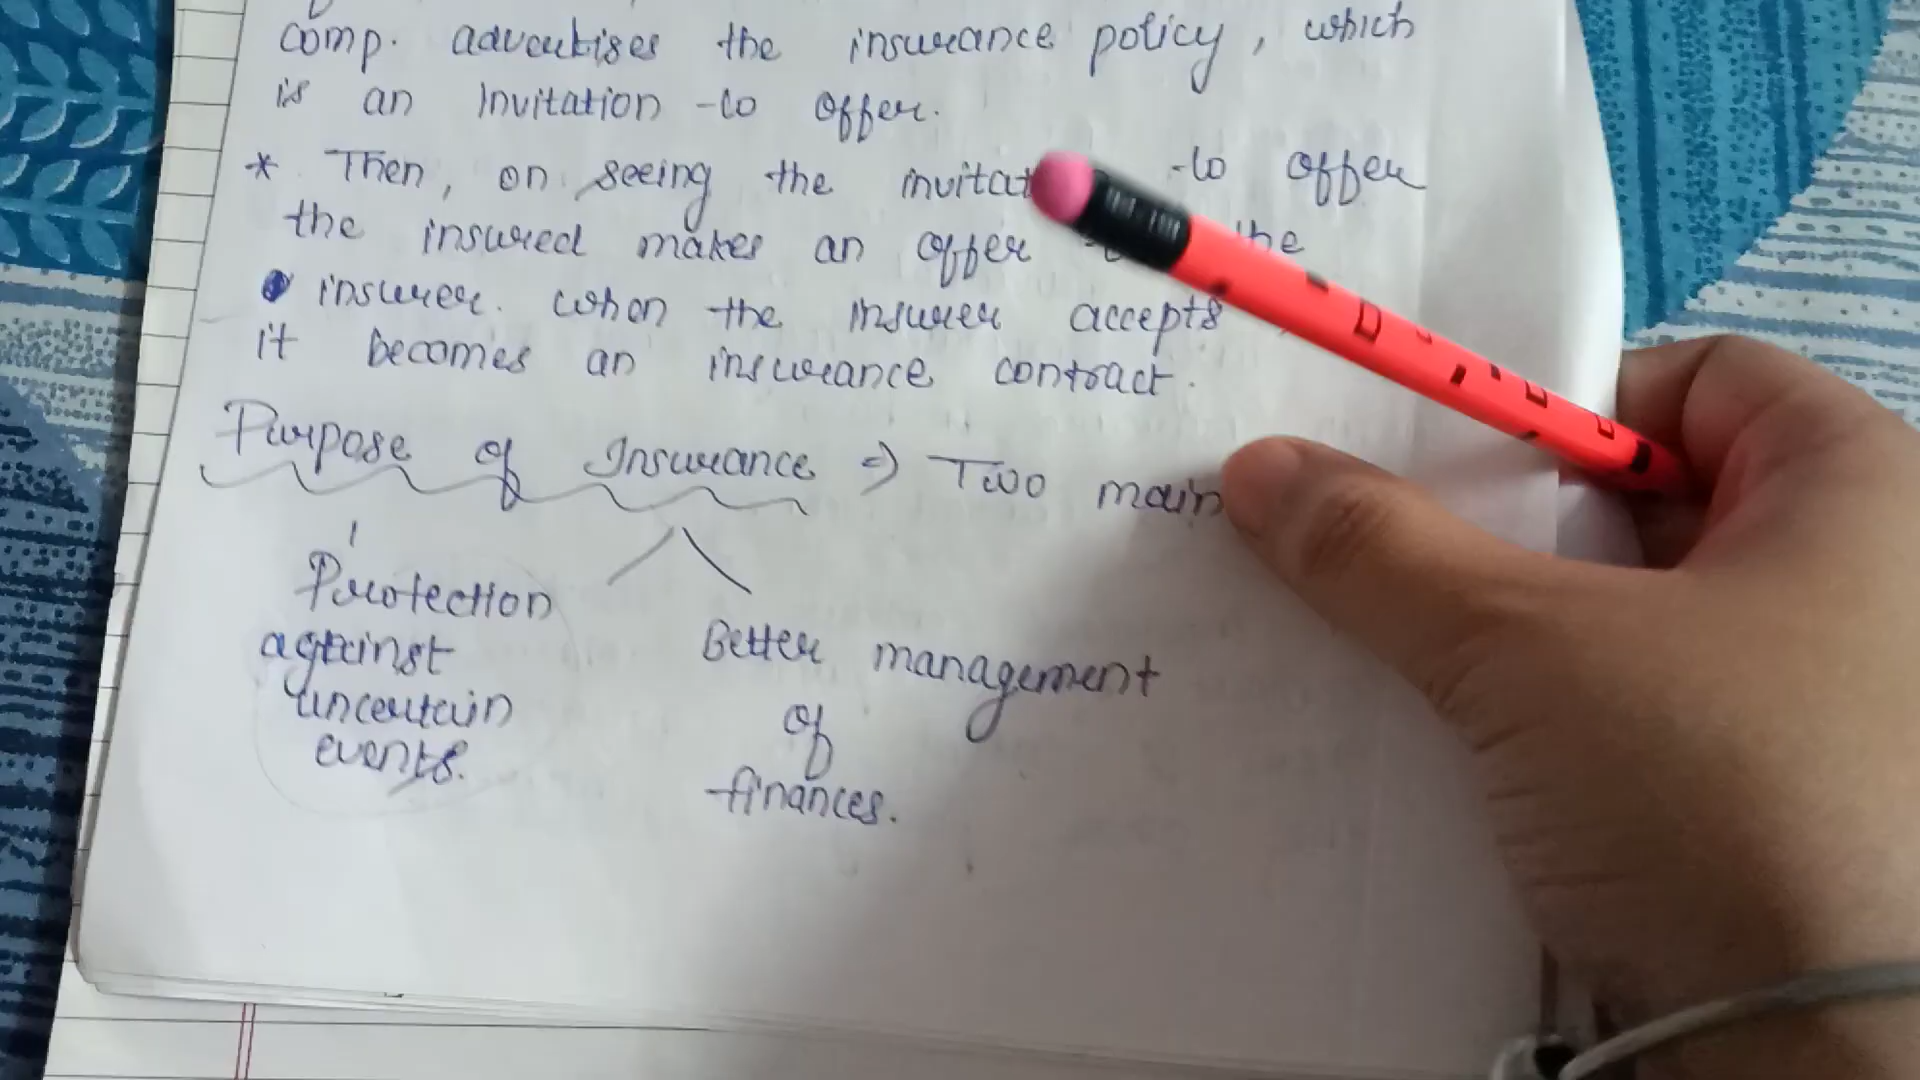 comp. advertises the insurance policy, which
is an Invitation to offer.
* Then, on seeing the to offer
the insured makes an offer the
insurer. when the insurer accepts
it becomes an insurance contract.
Purpose of Insurance ⇒ Two main
Protection
against
uncertain
events.
Better management
of
finances.